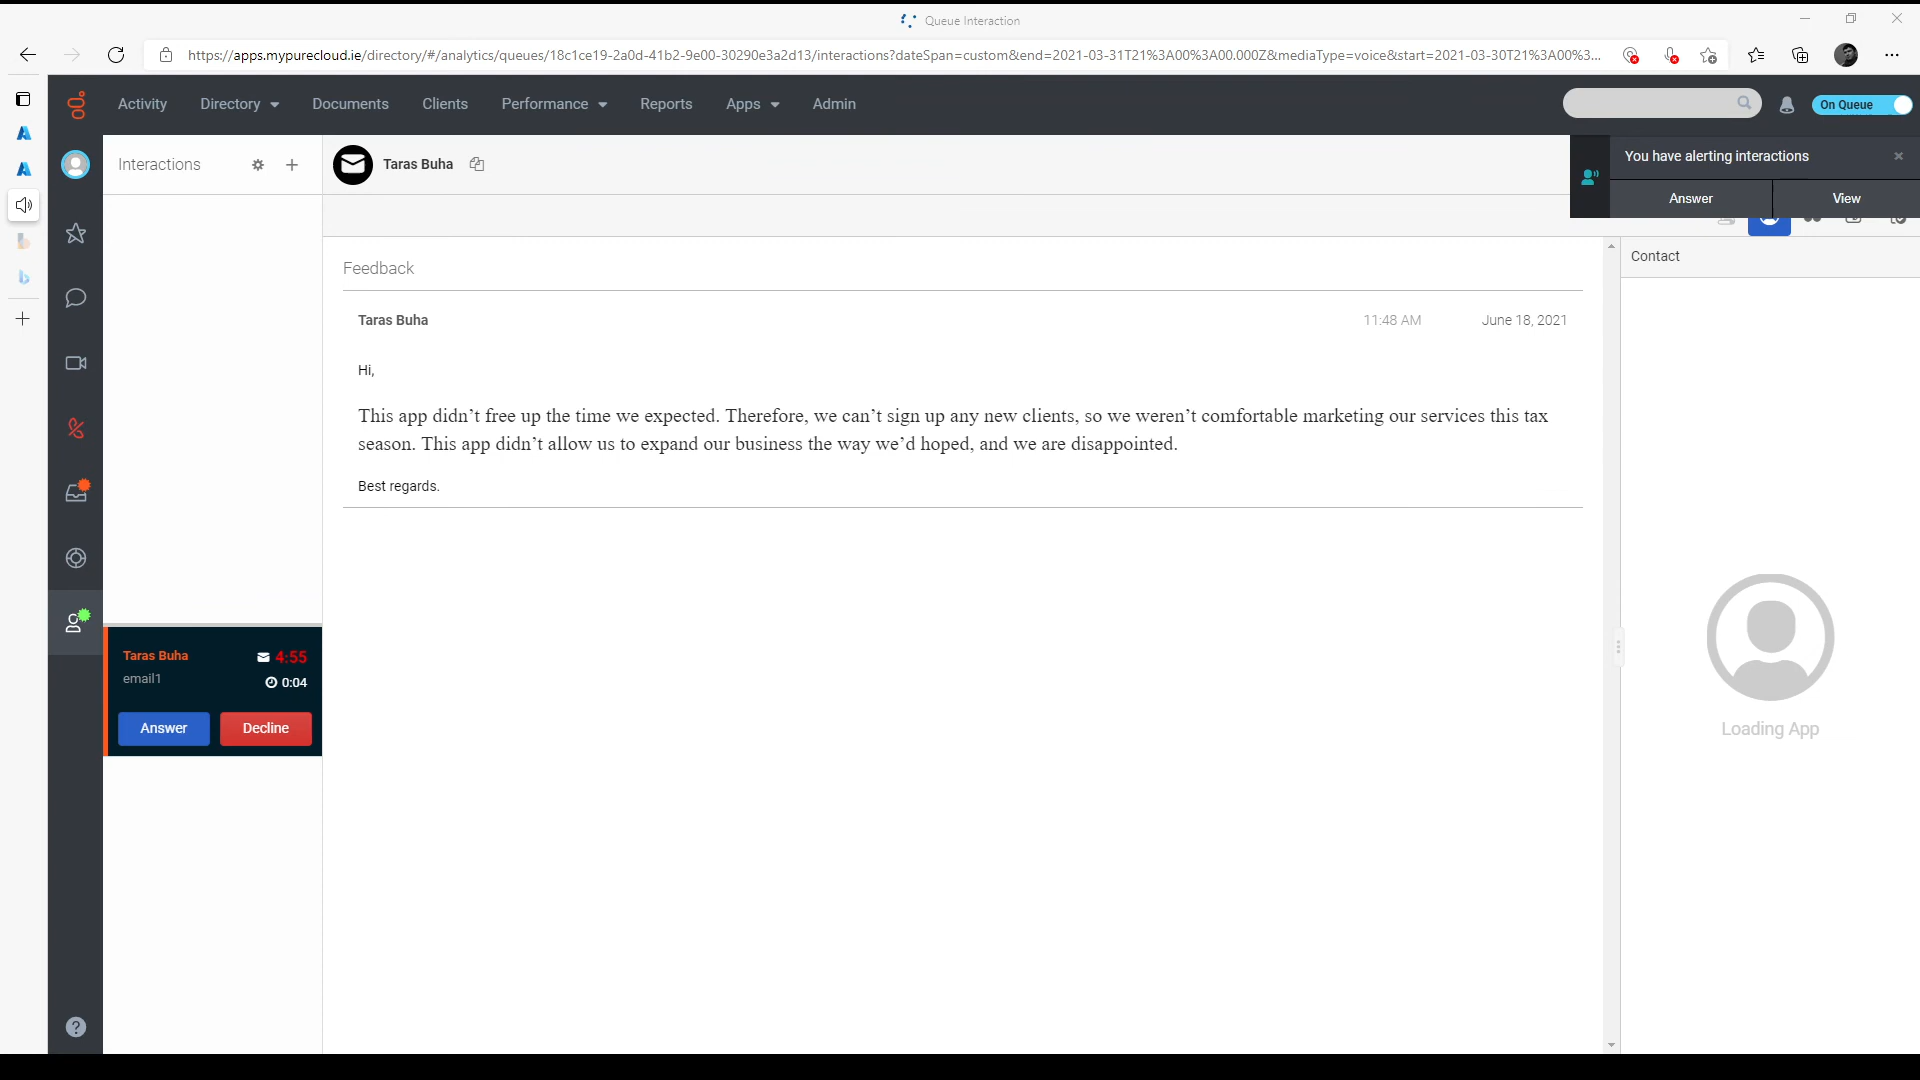 Queue Interaction
https://apps.mypurecloud.ie/directory/#/analytics/queues/18c1ce19-2a0d-41b2-9e00-30290e3a2d13/interactions?dateSpan=custom&end=2021-03-31T21%3A00%3A00.000Z&mediaType=voice&start=2021-03-30T21%3A00%3...
Activity Directory Documents Clients Performance Reports Apps Admin
On Queue
Interactions
Taras Buha
You have alerting interactions
Answer View
Contact
Feedback
Taras Buha 11:48 AM June 18, 2021
Hi,
This app didn’t free up the time we expected. Therefore, we can’t sign up any new clients, so we weren’t comfortable marketing our services this tax
season. This app didn’t allow us to expand our business the way we’d hoped, and we are disappointed.
Best regards.
Taras Buha 4:55
email1 0:04
Answer Decline
Loading App